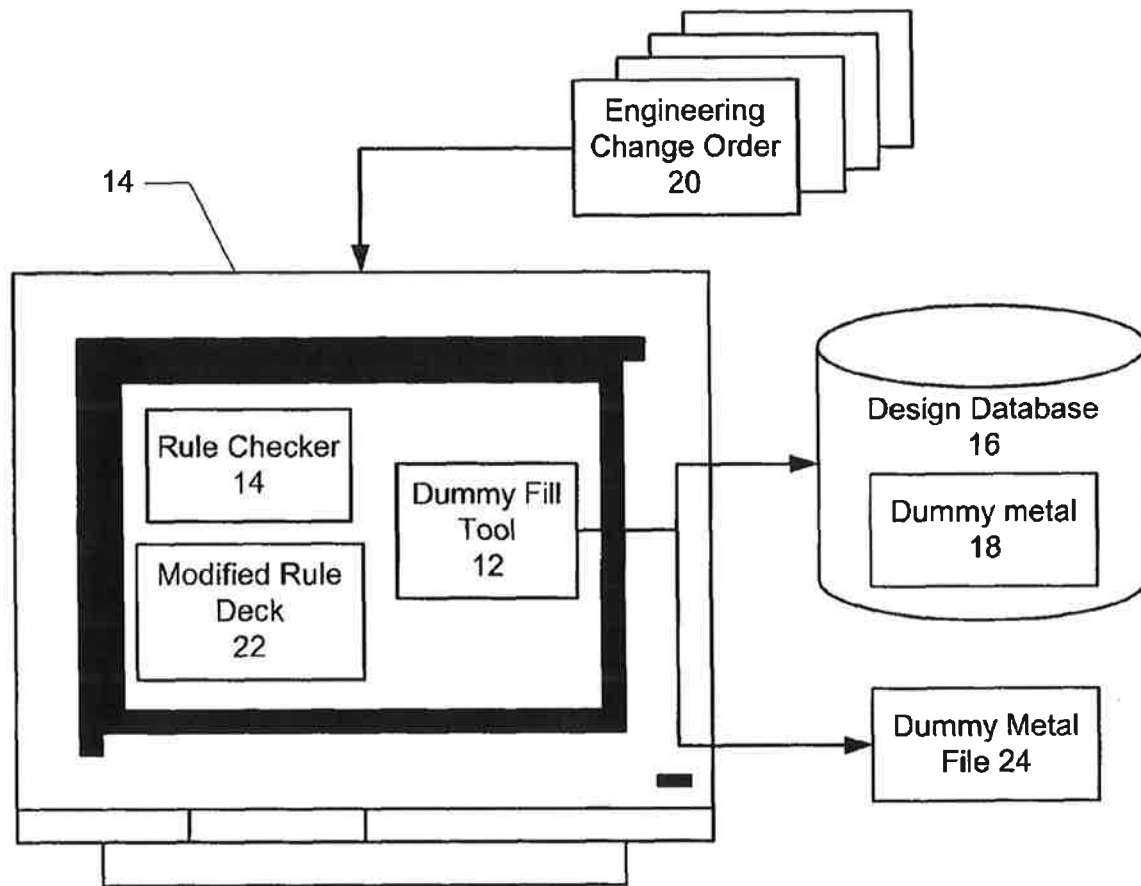 Engineering
Change Order
20
14
Rule Checker
14
Dummy Fill
Tool
12
Modified Rule
Deck
22
Design Database
16
Dummy metal
18
Dummy Metal
File 24